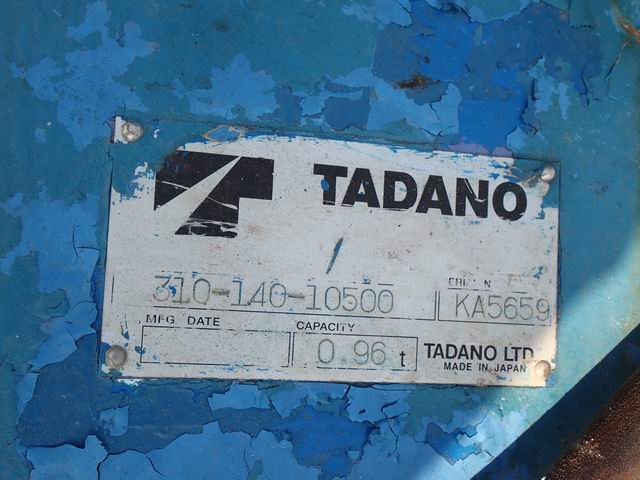 TADANO
310-140-10500
KA5659
MFG DATE
CAPACITY
0.96 t
TADANO LTD.
MADE IN JAPAN